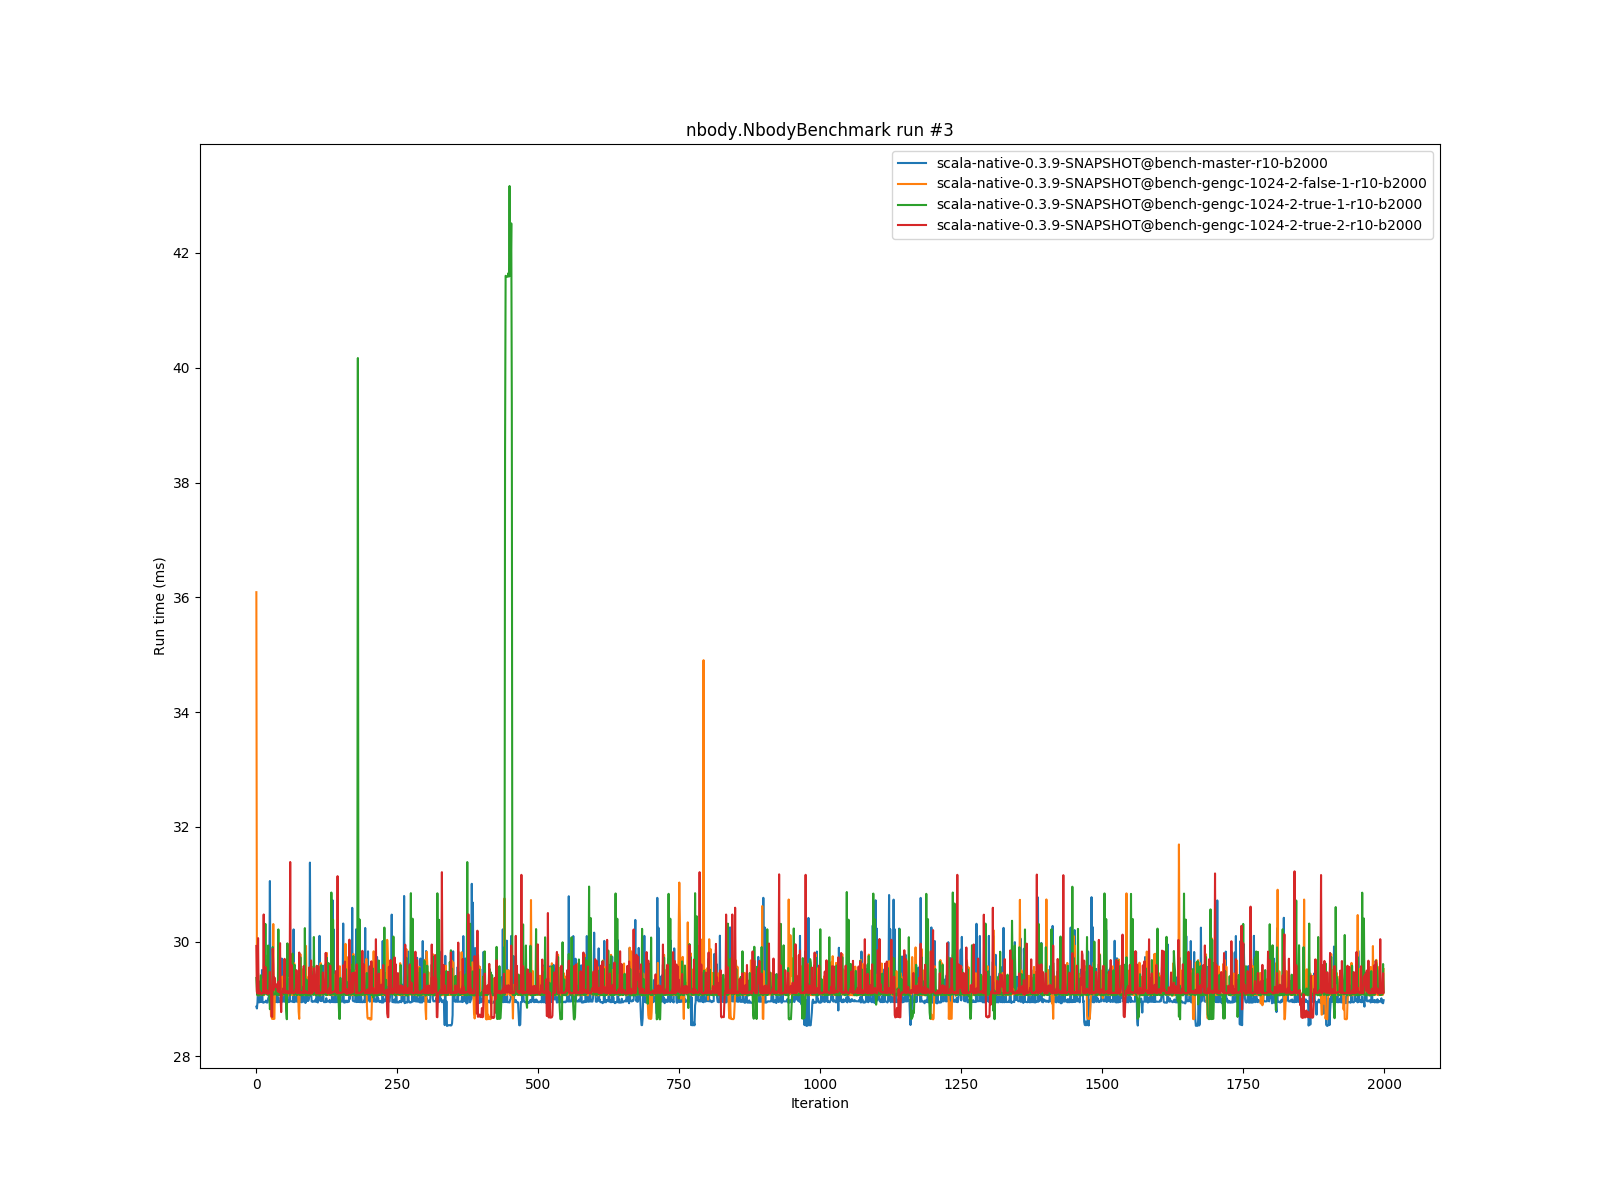 nbody.NbodyBenchmark run #3
scala-native-0.3.9-SNAPSHOT@bench-master-r10-b2000
scala-native-0.3.9-SNAPSHOT@bench-gengc-1024-2-false-1-r10-b2000
scala-native-0.3.9-SNAPSHOT@bench-gengc-1024-2-true-1-r10-b2000
scala-native-0.3.9-SNAPSHOT@bench-gengc-1024-2-true-2-r10-b2000
42
40
38
36
34
32
30
28
Run time (ms)
0 250 500 750 1000 1250 1500 1750 2000
Iteration